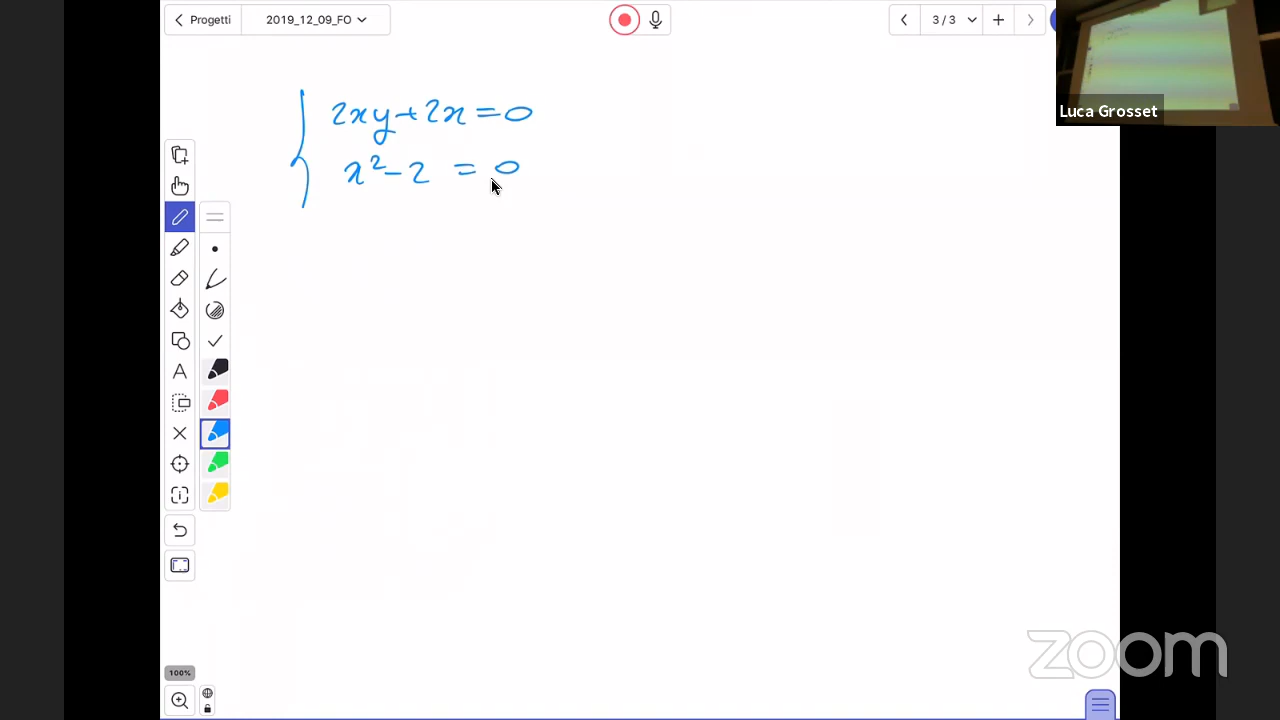 Progetti
2019_12_09_FO
3 / 3
Luca Grosset
2xy+2x=0
x²-2 = 0
A
100%
zoom